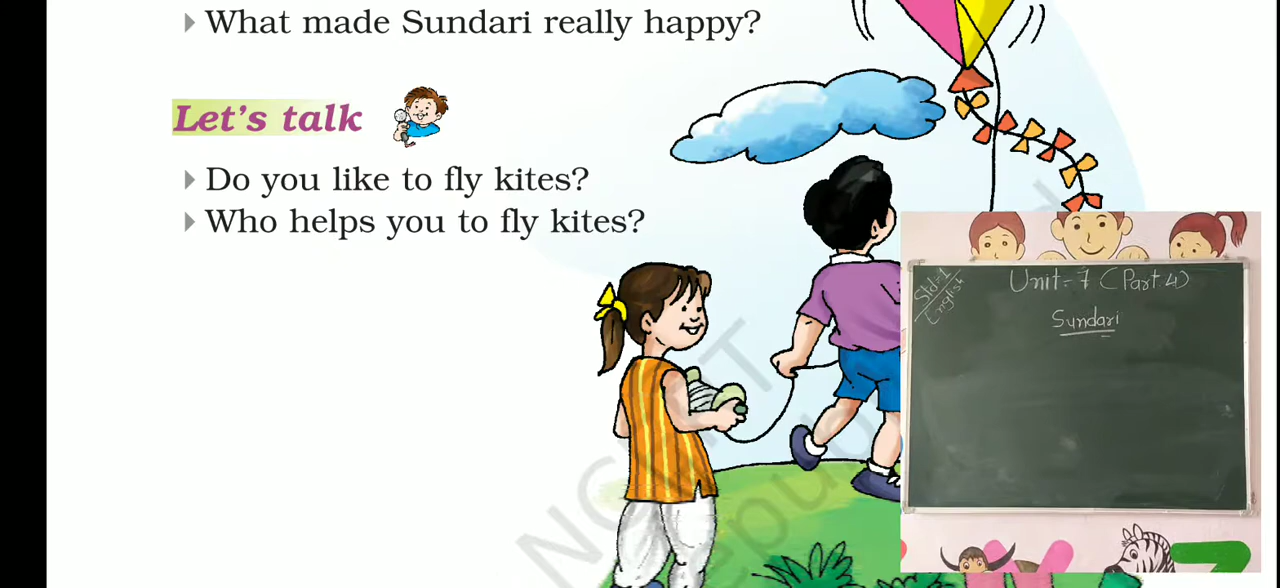 What made Sundari really happy?
Let's talk
Do you like to fly kites?
Who helps you to fly kites?
Std-1
English
Unit-7 (Part 4)
Sundari